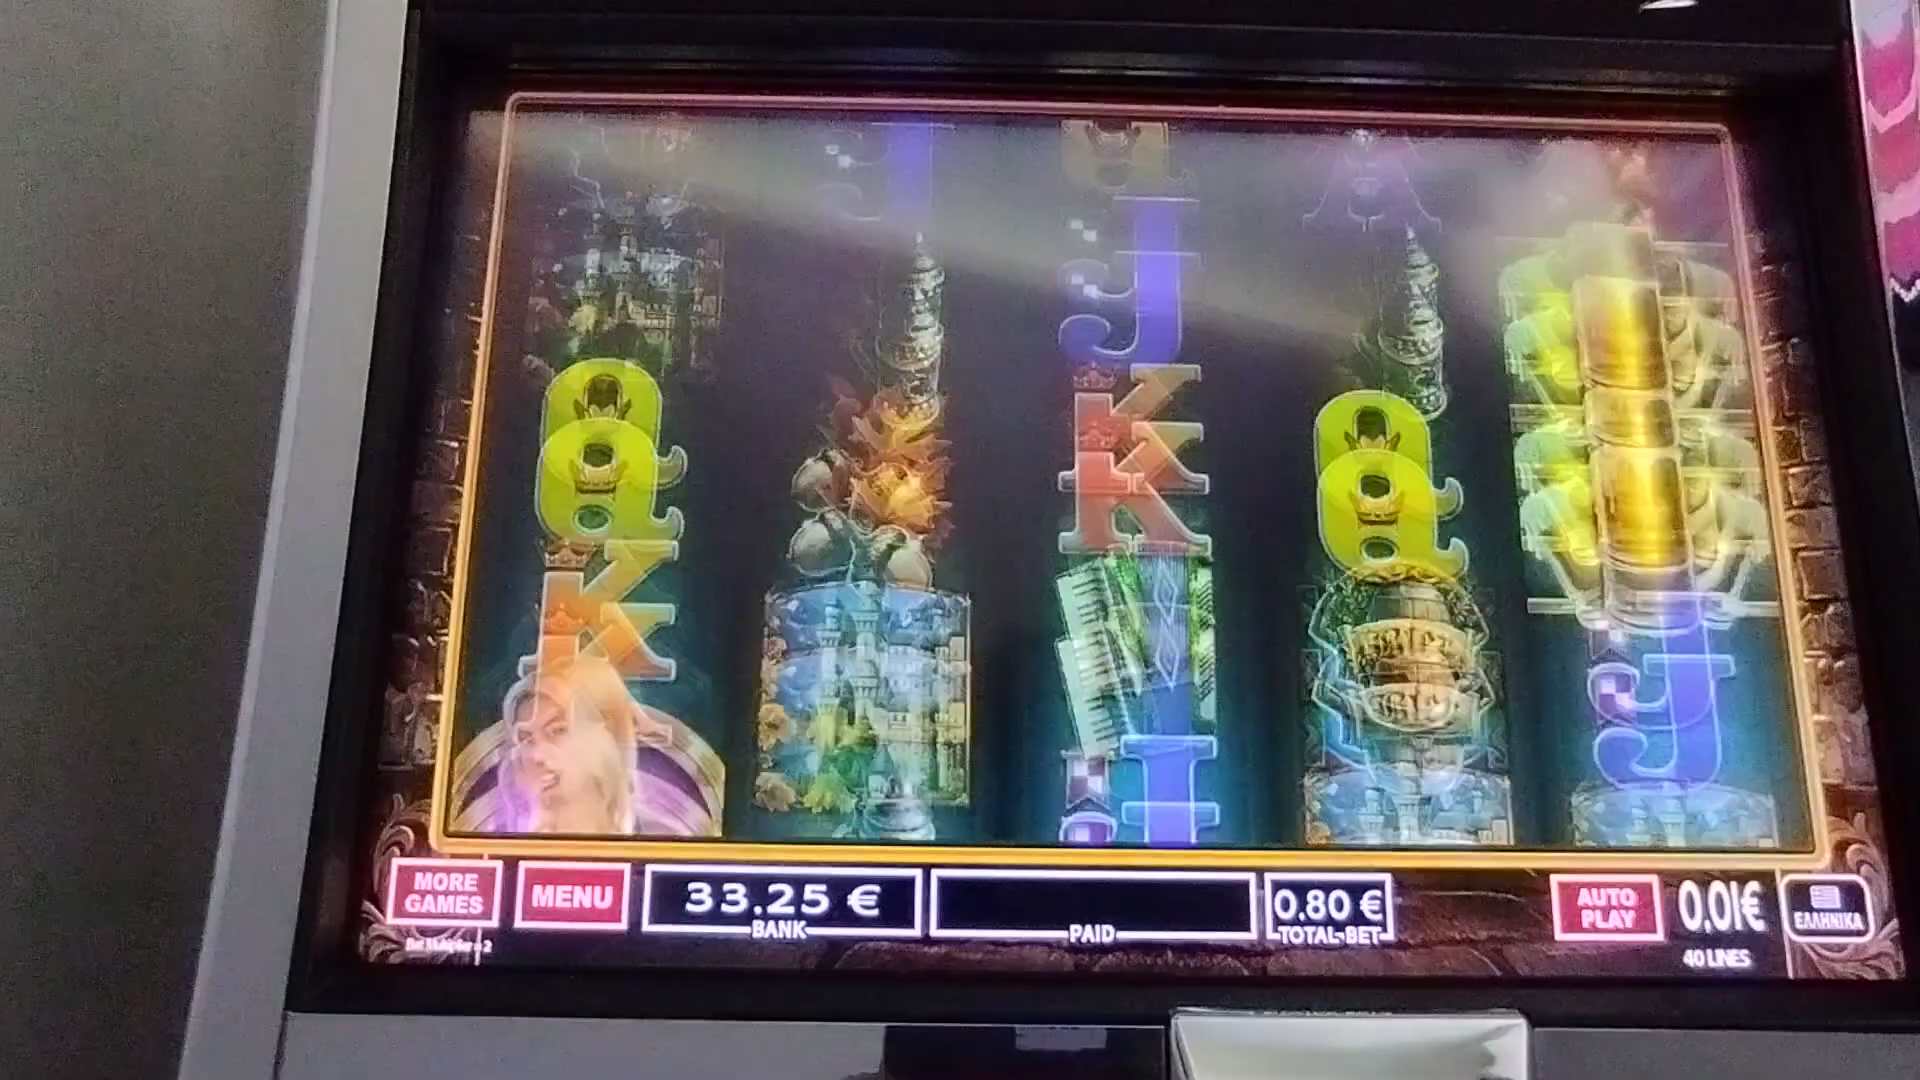 MORE GAMES
MENU
33.25 €
BANK
PAID
0.80 €
TOTAL BET
AUTO PLAY
0,01€
40 LINES
ΕΛΛΗΝΙΚΑ
Q
Q
K
K
J
K
K
J
Q
Q
J